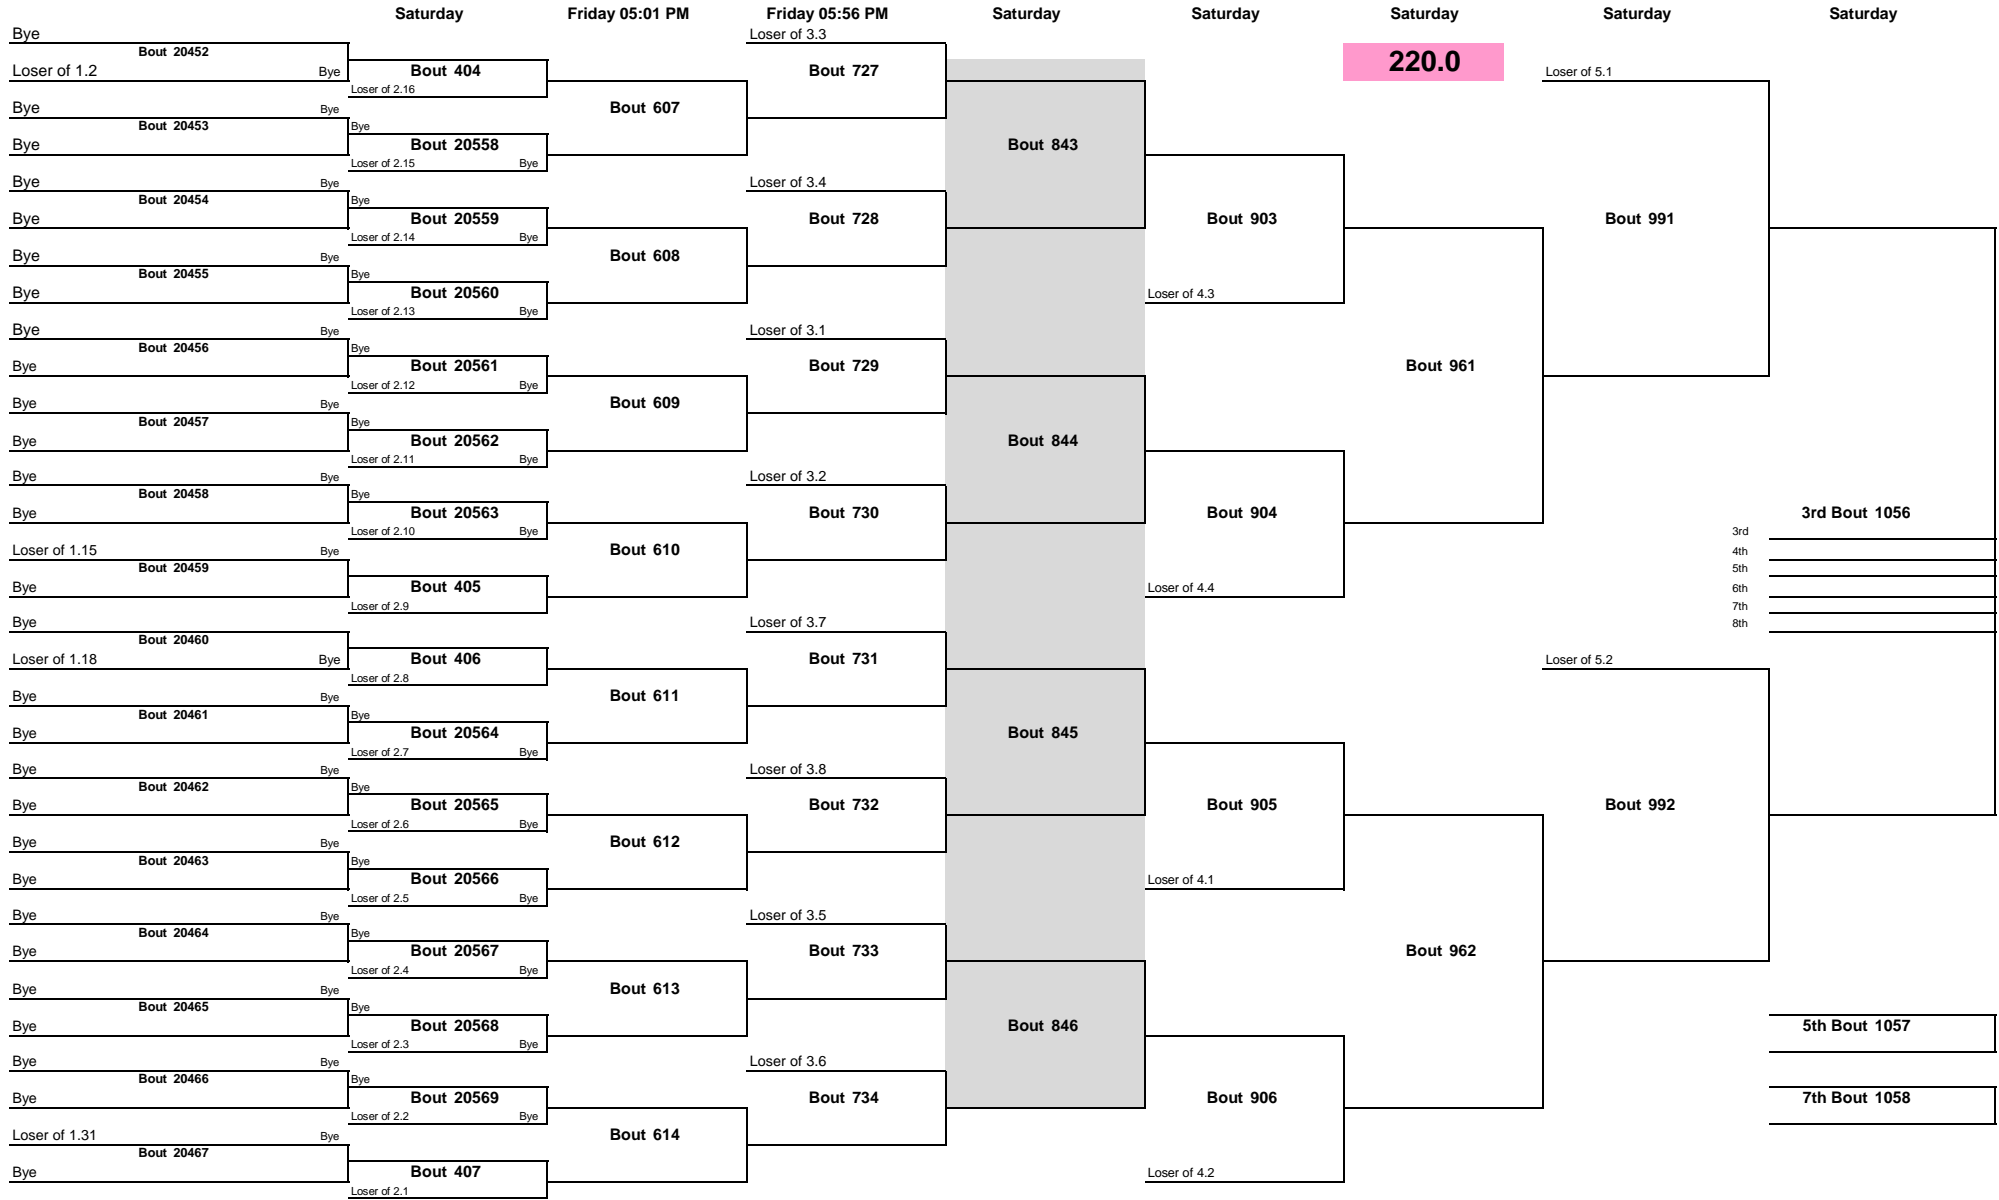 Saturday
Friday 05:01 PM
Friday 05:56 PM
Saturday
Saturday
Saturday
Saturday
Saturday
220.0
Bye
Bout 20452
Loser of 1.2 Bye
Bye Bye
Bout 20453
Bye
Bye Bye
Bout 20454
Bye
Bye Bye
Bout 20455
Bye
Bye Bye
Bout 20456
Bye
Bye Bye
Bout 20457
Bye
Bye Bye
Bout 20458
Bye
Loser of 1.15 Bye
Bout 20459
Bye
Bye
Bout 20460
Loser of 1.18 Bye
Bye Bye
Bout 20461
Bye
Bye Bye
Bout 20462
Bye
Bye Bye
Bout 20463
Bye
Bye Bye
Bout 20464
Bye
Bye Bye
Bout 20465
Bye
Bye Bye
Bout 20466
Bye
Loser of 1.31 Bye
Bout 20467
Bye
Bout 404
Loser of 2.16
Bye
Bout 20558
Loser of 2.15 Bye
Bye
Bout 20559
Loser of 2.14 Bye
Bye
Bout 20560
Loser of 2.13 Bye
Bye
Bout 20561
Loser of 2.12 Bye
Bye
Bout 20562
Loser of 2.11 Bye
Bye
Bout 20563
Loser of 2.10 Bye
Bout 405
Loser of 2.9
Bout 406
Loser of 2.8
Bye
Bout 20564
Loser of 2.7 Bye
Bye
Bout 20565
Loser of 2.6 Bye
Bye
Bout 20566
Loser of 2.5 Bye
Bye
Bout 20567
Loser of 2.4 Bye
Bye
Bout 20568
Loser of 2.3 Bye
Bye
Bout 20569
Loser of 2.2 Bye
Bout 407
Loser of 2.1
Bout 607
Bout 608
Bout 609
Bout 610
Bout 611
Bout 612
Bout 613
Bout 614
Loser of 3.3
Bout 727
Loser of 3.4
Bout 728
Loser of 3.1
Bout 729
Loser of 3.2
Bout 730
Loser of 3.7
Bout 731
Loser of 3.8
Bout 732
Loser of 3.5
Bout 733
Loser of 3.6
Bout 734
Bout 843
Bout 844
Bout 845
Bout 846
Bout 903
Loser of 4.3
Bout 904
Loser of 4.4
Bout 905
Loser of 4.1
Bout 906
Loser of 4.2
Bout 961
Bout 962
Loser of 5.1
Bout 991
Loser of 5.2
Bout 992
3rd Bout 1056
3rd
4th
5th
6th
7th
8th
5th Bout 1057
7th Bout 1058